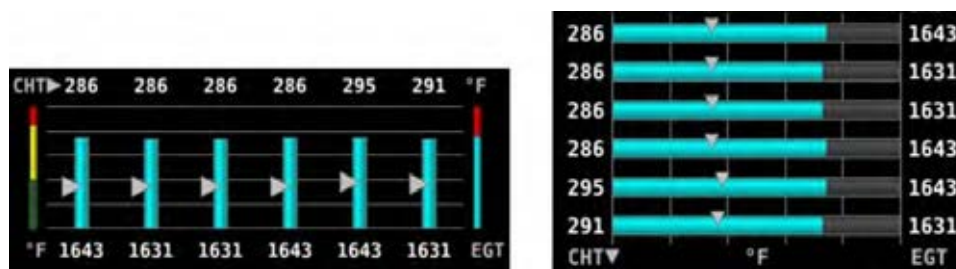 CHT▶ 286 286 286 286 295 291 °F
°F 1643 1631 1631 1643 1643 1631 EGT
286 1643
286 1631
286 1631
286 1643
295 1643
291 1631
CHT▼ °F EGT